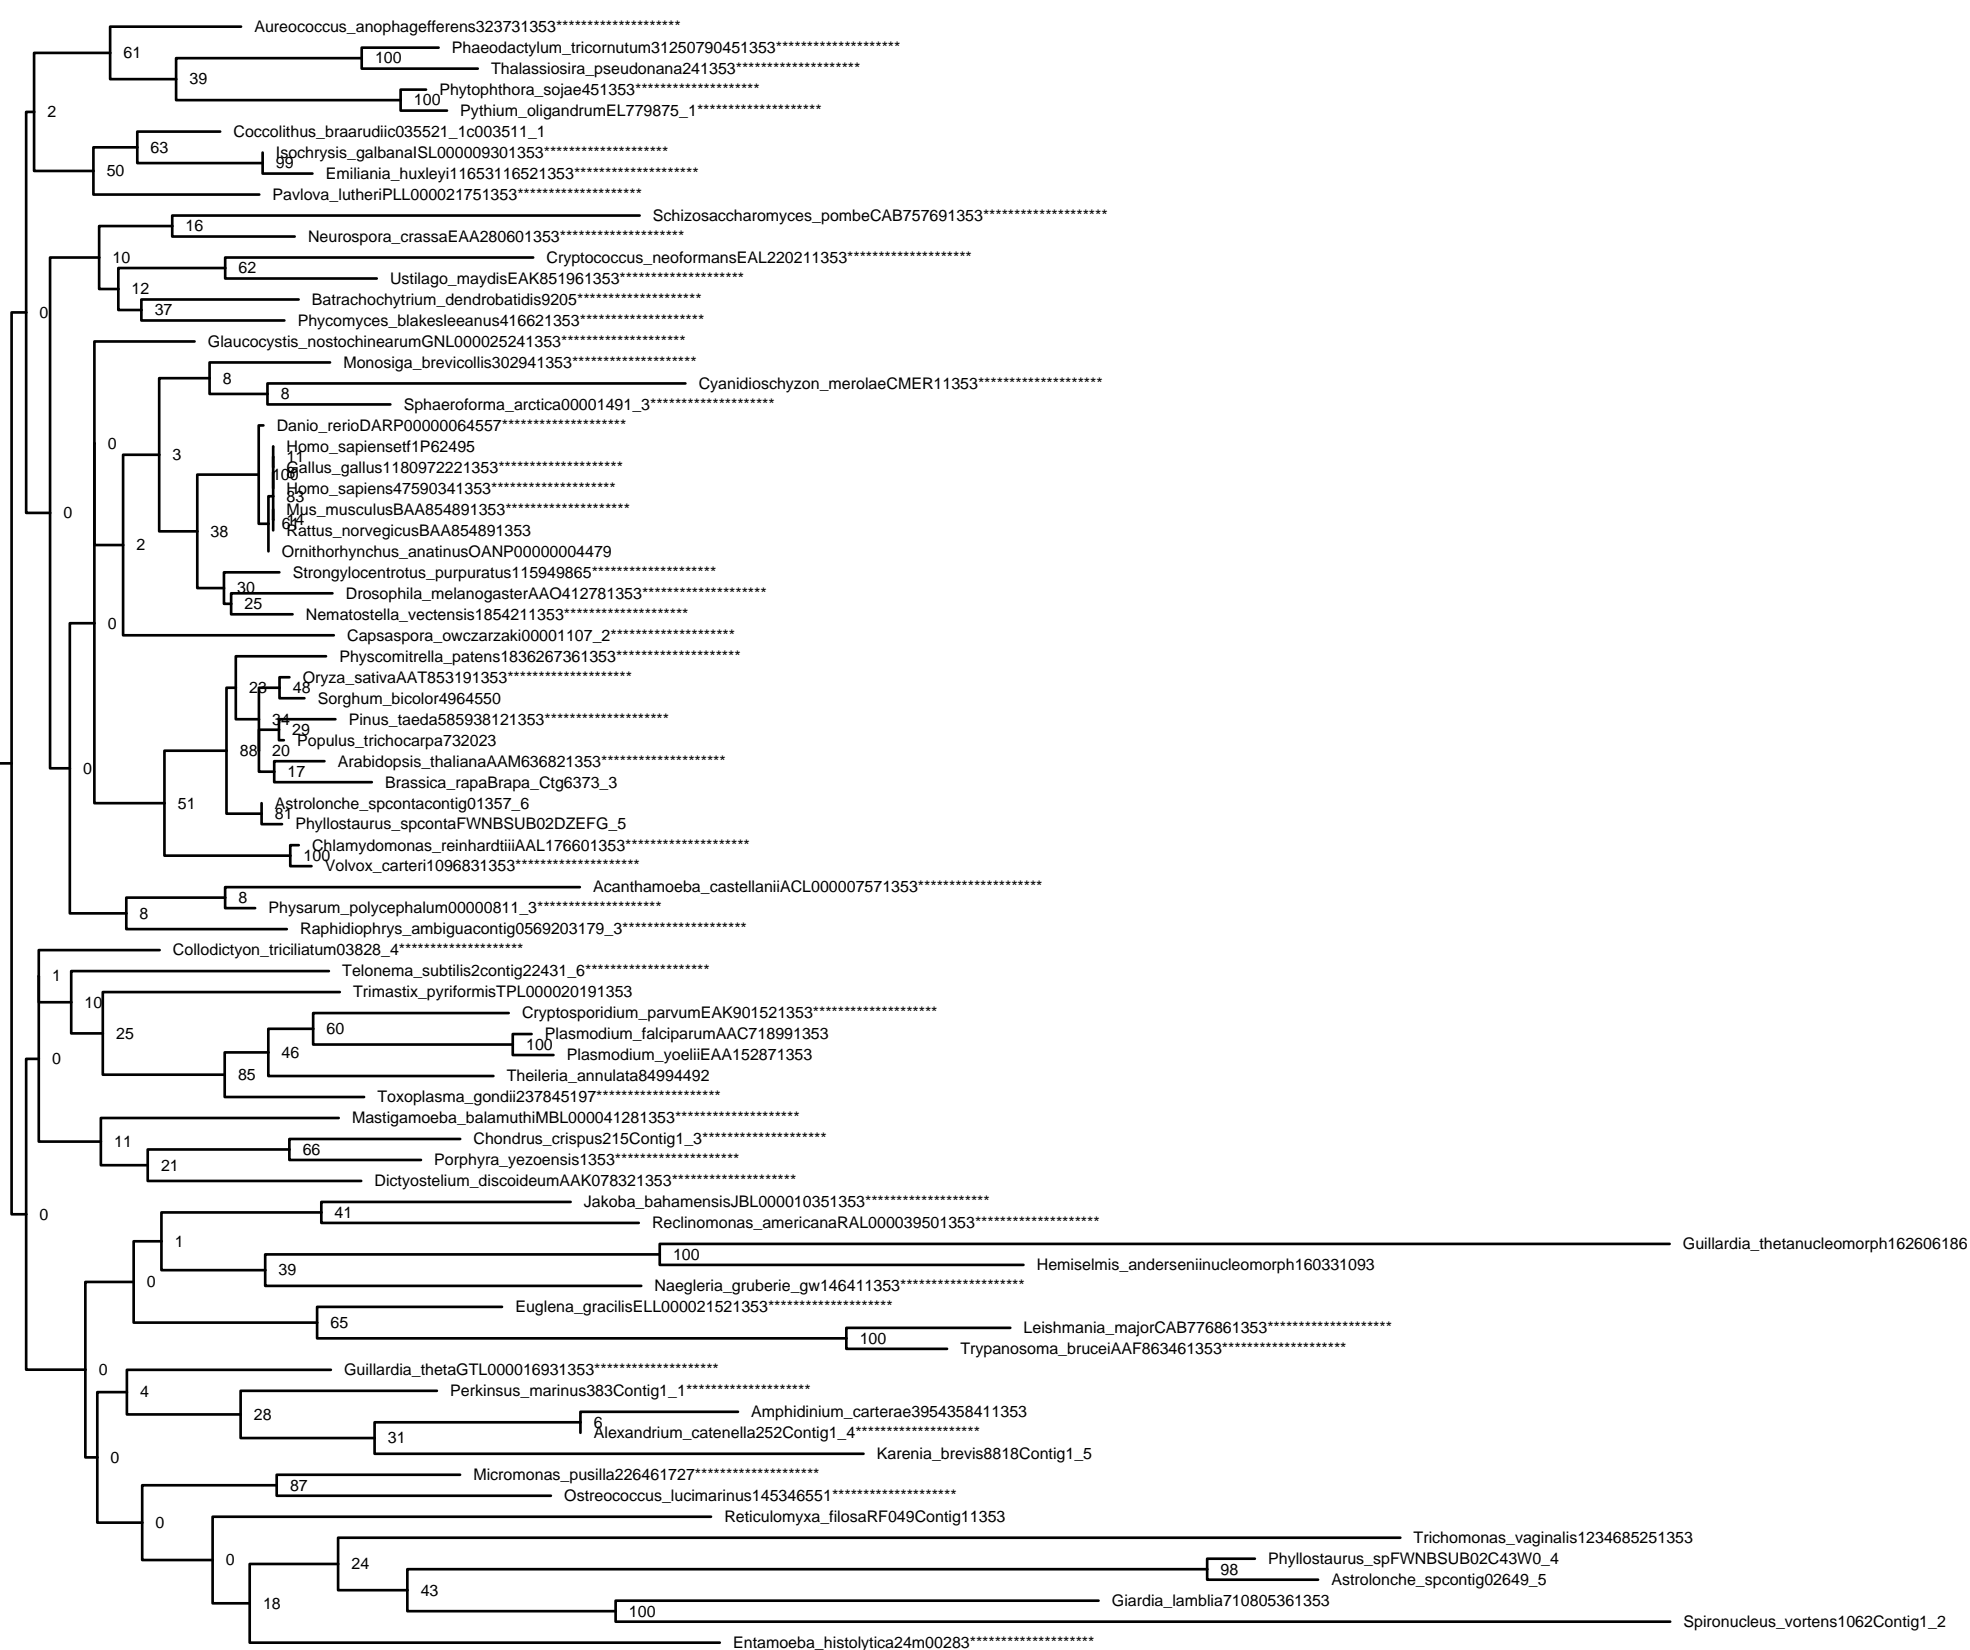 Aureococcus_anophagefferens323731353********************
61
Phaeodactylum_tricornutum31250790451353********************
100
Thalassiosira_pseudonana241353********************
39
Phytophthora_sojae451353********************
100
Pythium_oligandrumEL779875_1********************
2
Coccolithus_braarudiic035521_1c003511_1
63
Isochrysis_galbanaISL000009301353********************
99
Emiliania_huxleyi11653116521353********************
50
Pavlova_lutheriPLL000021751353********************
Schizosaccharomyces_pombeCAB757691353********************
16
Neurospora_crassaEAA280601353********************
10
Cryptococcus_neoformansEAL220211353********************
62
Ustilago_maydisEAK851961353********************
12
Batrachochytrium_dendrobatidis9205********************
37
0
Phycomyces_blakesleeanus416621353********************
Glaucocystis_nostochinearumGNL000025241353********************
Monosiga_brevicollis302941353********************
8
Cyanidioschyzon_merolaeCMER11353********************
8
Sphaeroforma_arctica00001491_3********************
Danio_rerioDARP00000064557********************
0
Homo_sapiensetf1P62495
3
11
Gallus_gallus1180972221353********************
100
Homo_sapiens47590341353********************
83
Mus_musculusBAA854891353********************
0
14
Rattus_norvegicusBAA854891353
38
2
Ornithorhynchus_anatinusOANP00000004479
Strongylocentrotus_purpuratus115949865********************
30
Drosophila_melanogasterAAO412781353********************
25
Nematostella_vectensis1854211353********************
0
Capsaspora_owczarzaki00001107_2********************
Physcomitrella_patens1836267361353********************
Oryza_sativaAAT853191353********************
23
48
Sorghum_bicolor4964550
34
Pinus_taeda585938121353********************
29
Populus_trichocarpa732023
88
20
Arabidopsis_thalianaAAM636821353********************
0
17
Brassica_rapaBrapa_Ctg6373_3
51
Astrolonche_spcontacontig01357_6
81
Phyllostaurus_spcontaFWNBSUB02DZEFG_5
Chlamydomonas_reinhardtiiiAAL176601353********************
100
Volvox_carteri1096831353********************
Acanthamoeba_castellaniiACL000007571353********************
8
Physarum_polycephalum00000811_3********************
8
Raphidiophrys_ambiguacontig0569203179_3********************
Collodictyon_triciliatum03828_4********************
1
Telonema_subtilis2contig22431_6********************
Trimastix_pyriformisTPL000020191353
10
Cryptosporidium_parvumEAK901521353********************
60
25
Plasmodium_falciparumAAC718991353
100
46
Plasmodium_yoeliiEAA152871353
0
85
Theileria_annulata84994492
Toxoplasma_gondii237845197********************
Mastigamoeba_balamuthiMBL000041281353********************
11
Chondrus_crispus215Contig1_3********************
66
Porphyra_yezoensis1353********************
21
Dictyostelium_discoideumAAK078321353********************
Jakoba_bahamensisJBL000010351353********************
0
41
Reclinomonas_americanaRAL000039501353********************
1
Guillardia_thetanucleomorph162606186
100
Hemiselmis_anderseniinucleomorph160331093
39
0
Naegleria_gruberie_gw146411353********************
Euglena_gracilisELL000021521353********************
65
Leishmania_majorCAB776861353********************
100
Trypanosoma_bruceiAAF863461353********************
0
Guillardia_thetaGTL000016931353********************
4
Perkinsus_marinus383Contig1_1********************
28
Amphidinium_carterae3954358411353
6
Alexandrium_catenella252Contig1_4********************
31
0
Karenia_brevis8818Contig1_5
Micromonas_pusilla226461727********************
87
Ostreococcus_lucimarinus145346551********************
0
Reticulomyxa_filosaRF049Contig11353
Trichomonas_vaginalis1234685251353
0
24
Phyllostaurus_spFWNBSUB02C43W0_4
98
Astrolonche_spcontig02649_5
43
18
Giardia_lamblia710805361353
100
Spironucleus_vortens1062Contig1_2
Entamoeba_histolytica24m00283********************